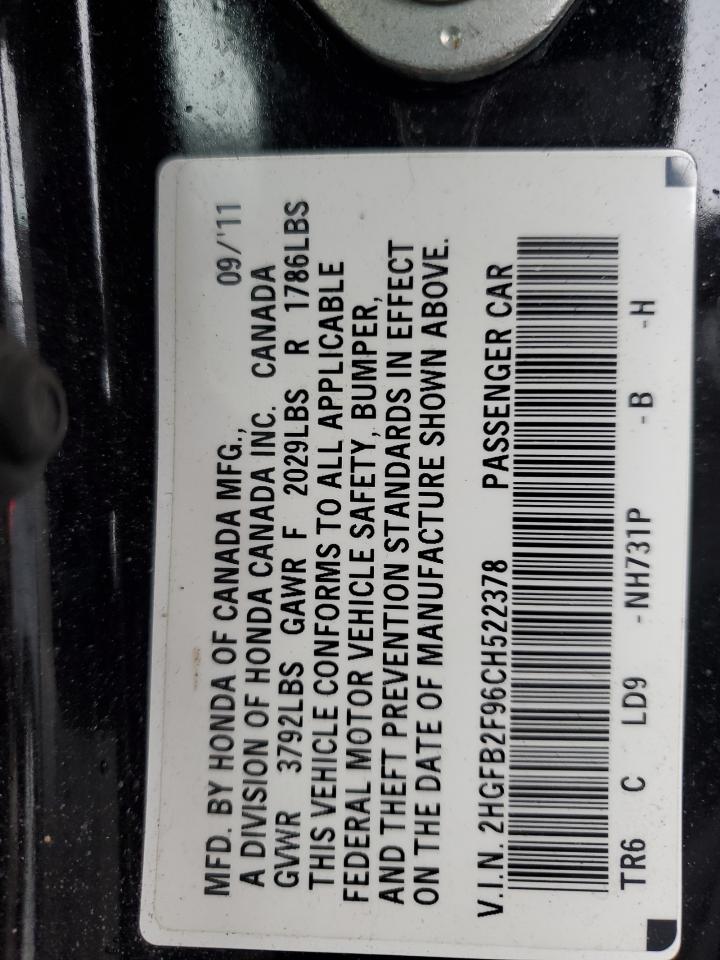 MFD. BY HONDA OF CANADA MFG., 09/'11
A DIVISION OF HONDA CANADA INC. CANADA
GVWR 3792LBS GAWR F 2029LBS R 1786LBS
THIS VEHICLE CONFORMS TO ALL APPLICABLE
FEDERAL MOTOR VEHICLE SAFETY, BUMPER,
AND THEFT PREVENTION STANDARDS IN EFFECT
ON THE DATE OF MANUFACTURE SHOWN ABOVE.
V.I.N. 2HGFB2F96CH522378 PASSENGER CAR
TR6 C LD9 -NH731P -B -H